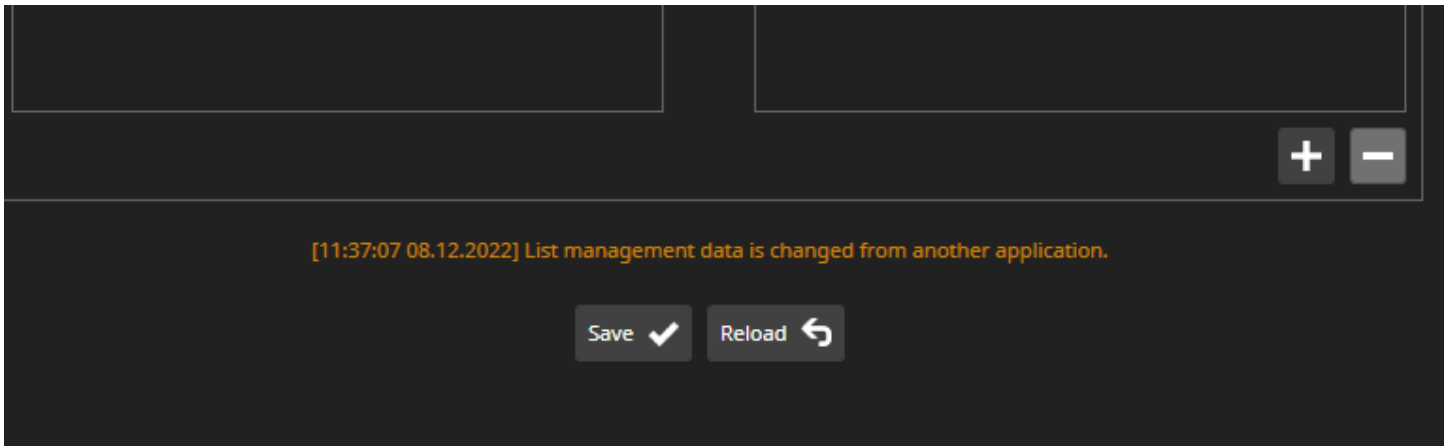 [11:37:07 08.12.2022] List management data is changed from another application.
Save
Reload